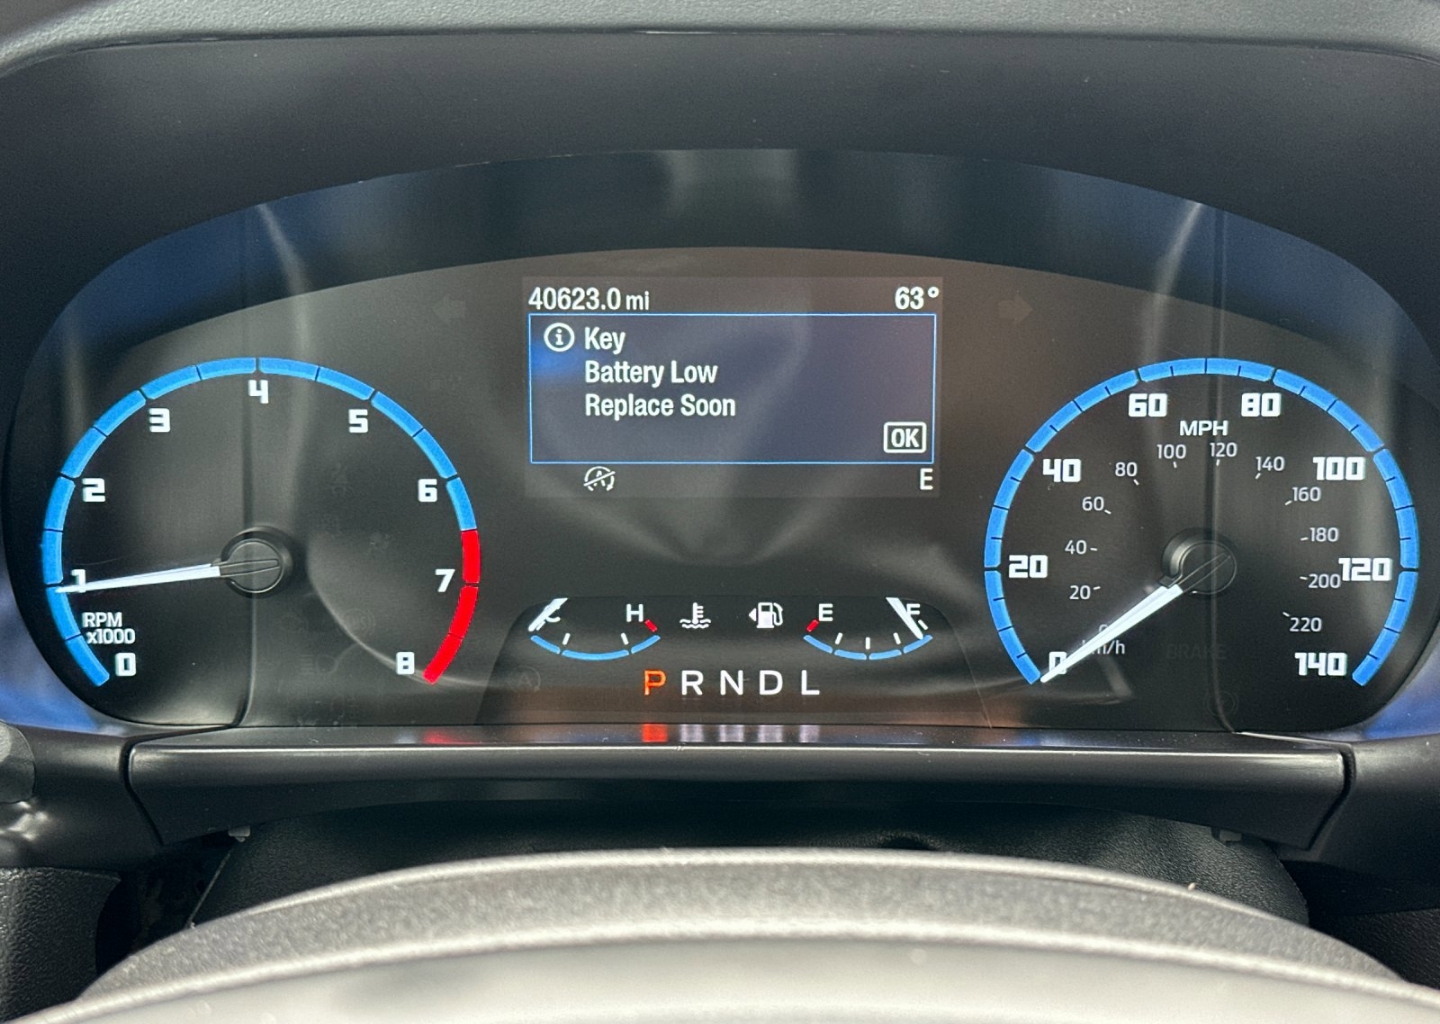 40623.0 mi 63°
Key
Battery Low
Replace Soon
OK
E
0 1 2 3 4 5 6 7 8
RPM
x1000
C H
E F
P R N D L
0 20 40 60 80 100 120 140
MPH
20 40 60 80 100 120 140 160 180 200 220
BRAKE